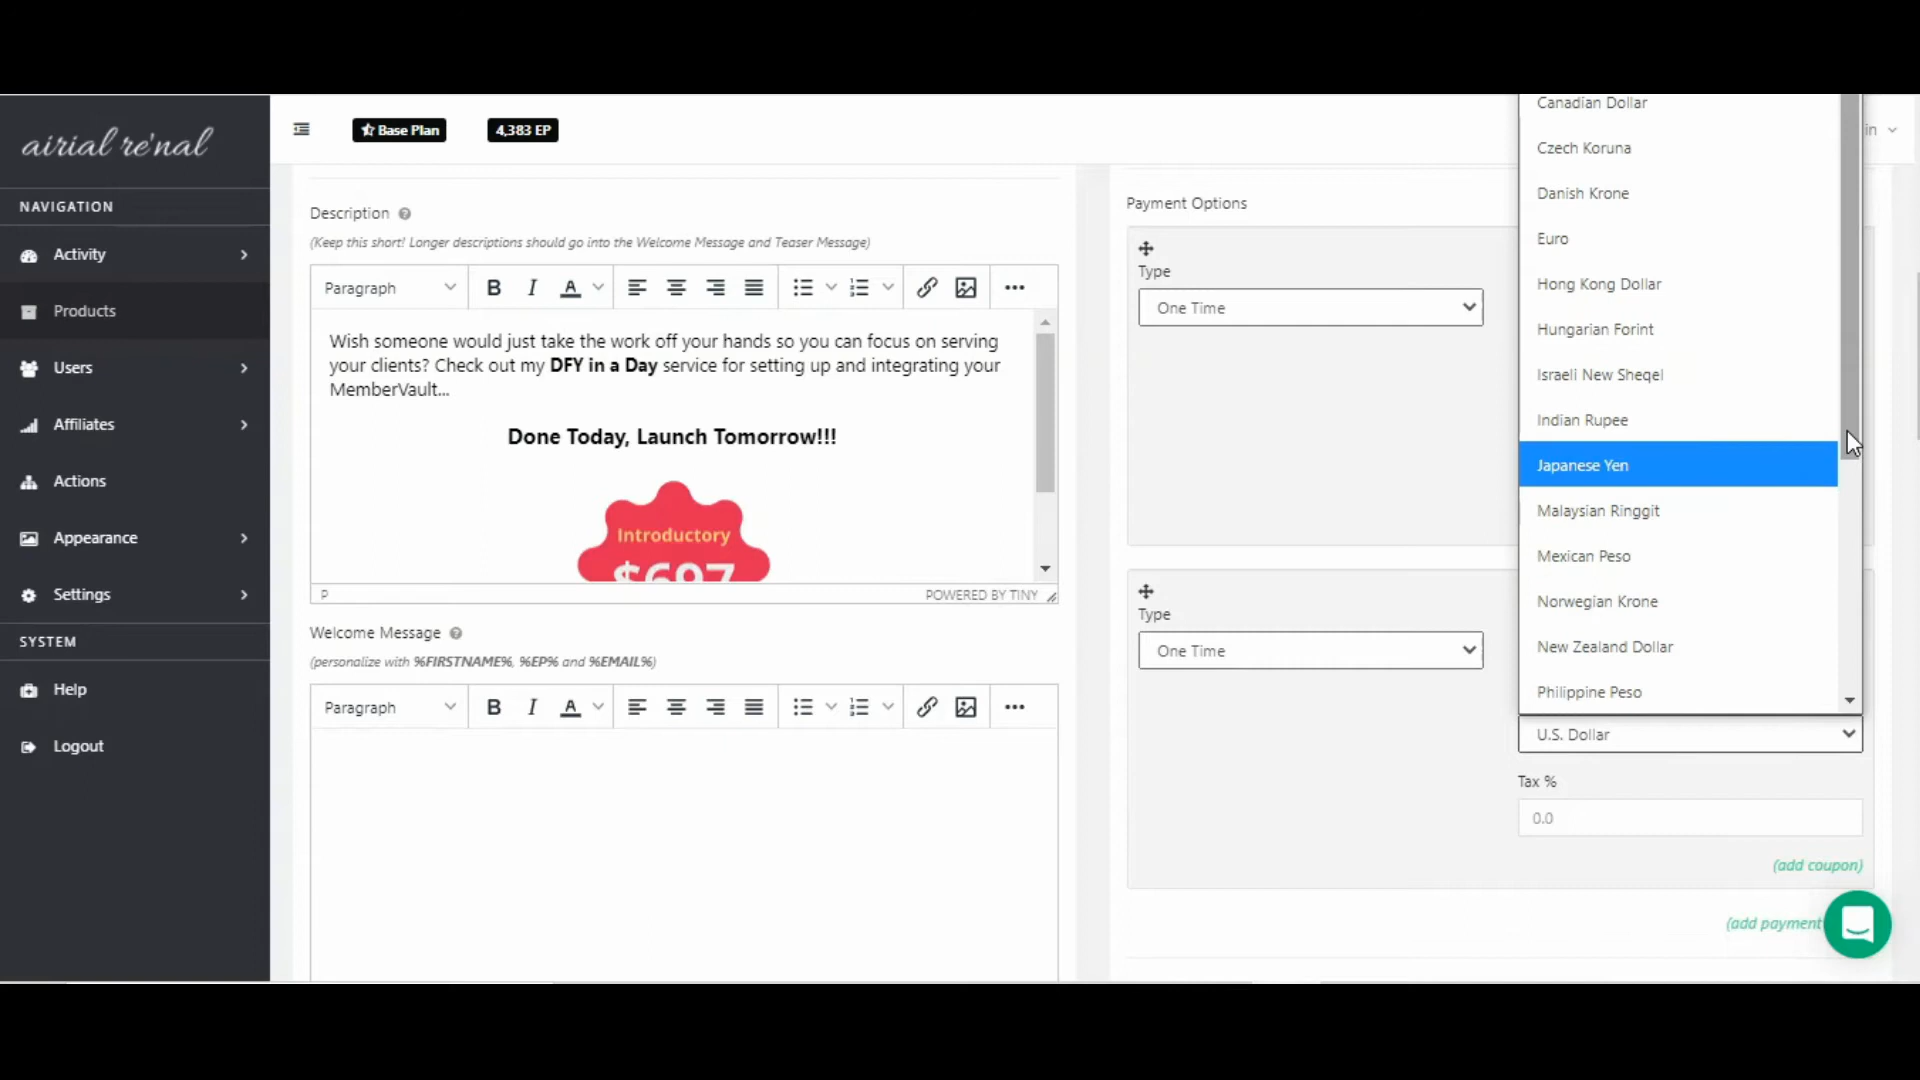 airial re'nal
NAVIGATION
Activity
Products
Users
Affiliates
Actions
Appearance
Settings
SYSTEM
Help
Logout
Base Plan
4,383 EP
in
Description
(Keep this short! Longer descriptions should go into the Welcome Message and Teaser Message)
Paragraph
B I A
Wish someone would just take the work off your hands so you can focus on serving
your clients? Check out my DFY in a Day service for setting up and integrating your
MemberVault...
Done Today, Launch Tomorrow!!!
Introductory
$697
P
POWERED BY TINY
Welcome Message
(personalize with %FIRSTNAME%, %EP% and %EMAIL%)
Paragraph
B I A
Payment Options
Type
One Time
Type
One Time
Canadian Dollar
Czech Koruna
Danish Krone
Euro
Hong Kong Dollar
Hungarian Forint
Israeli New Sheqel
Indian Rupee
Japanese Yen
Malaysian Ringgit
Mexican Peso
Norwegian Krone
New Zealand Dollar
Philippine Peso
U.S. Dollar
Tax %
0.0
(add coupon)
(add payment